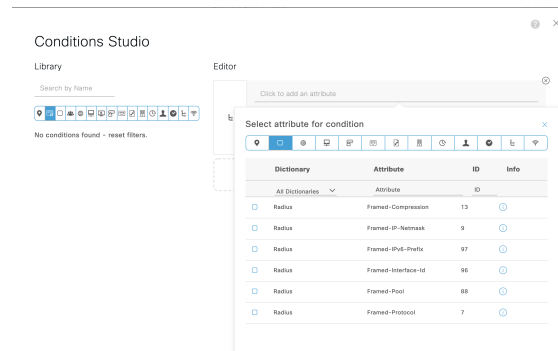 Conditions Studio
Library
Search by Name
No conditions found - reset filters.
Editor
Click to add an attribute
Select attribute for condition
Dictionary Attribute ID Info
All Dictionaries Attribute ID
Radius Framed-Compression 13
Radius Framed-IP-Netmask 9
Radius Framed-IPv6-Prefix 97
Radius Framed-Interface-Id 96
Radius Framed-Pool 88
Radius Framed-Protocol 7